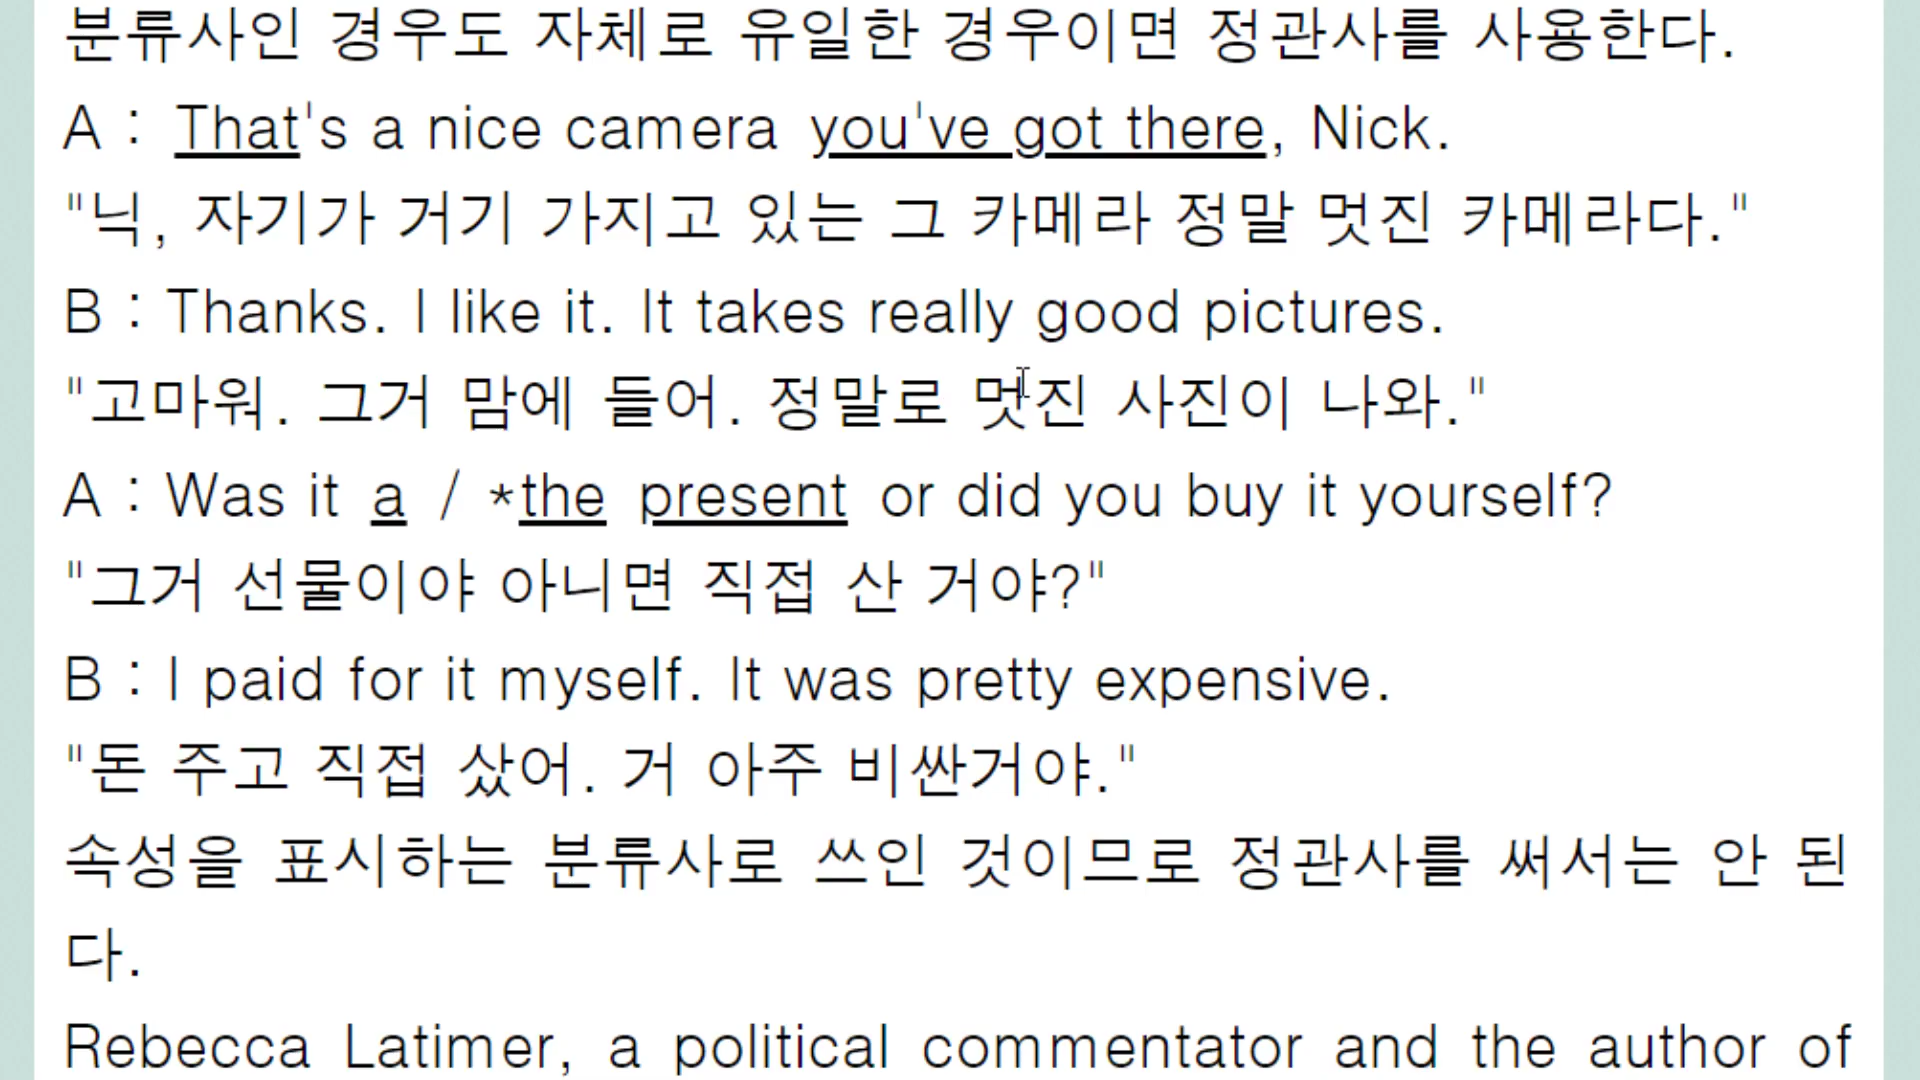 분류사인 경우도 자체로 유일한 경우이면 정관사를 사용한다.
A : That's a nice camera you've got there, Nick.
"닉, 자기가 거기 가지고 있는 그 카메라 정말 멋진 카메라다."
B : Thanks. I like it. It takes really good pictures.
"고마워. 그거 맘에 들어. 정말로 멋진 사진이 나와."
A : Was it a / *the present or did you buy it yourself?
"그거 선물이야 아니면 직접 산 거야?"
B : I paid for it myself. It was pretty expensive.
"돈 주고 직접 샀어. 거 아주 비싼거야."
속성을 표시하는 분류사로 쓰인 것이므로 정관사를 써서는 안 된
다.
Rebecca Latimer, a political commentator and the author of